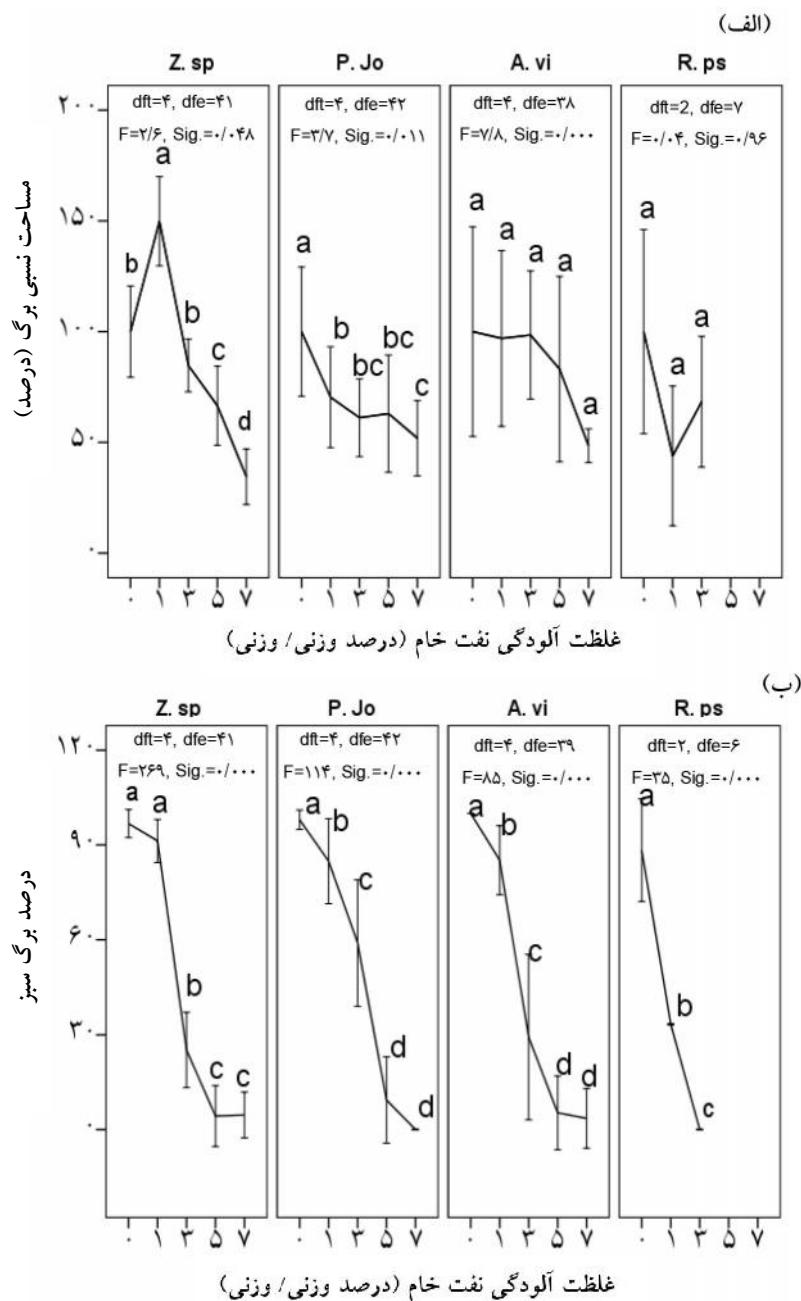 (الف)
Z. sp P. Jo A. vi R. ps
dft=۴, dfe=۴۱
F=۲/۶, Sig.=۰/۰۴۸
dft=۴, dfe=۴۲
F=۳/۷, Sig.=۰/۰۱۱
dft=۴, dfe=۳۸
F=۷/۸, Sig.=۰/۰۰۰
dft=2, dfe=۷
F=۰/۰۴, Sig.=۰/۹۶
مساحت نسبی برگ (درصد)
۲۰۰
۱۵۰
۱۰۰
۵۰
۰
b a b c d
a b bc bc c
a a a a a
a a a
۰ ۱ ۳ ۵ ۷ ۰ ۱ ۳ ۵ ۷ ۰ ۱ ۳ ۵ ۷ ۰ ۱ ۳ ۵ ۷
غلظت آلودگی نفت خام (درصد وزنی/ وزنی)
(ب)
Z. sp P. Jo A. vi R. ps
dft=۴, dfe=۴۱
F=۲۶۹, Sig.=۰/۰۰۰
dft=۴, dfe=۴۲
F=۱۱۴, Sig.=۰/۰۰۰
dft=۴, dfe=۳۹
F=۸۵, Sig.=۰/۰۰۰
dft=۲, dfe=۶
F=۳۵, Sig.=۰/۰۰۰
درصد برگ سبز
۱۲۰
۹۰
۶۰
۳۰
۰
a a b c c
a b c d d
a b c d d
a b c
۰ ۱ ۳ ۵ ۷ ۰ ۱ ۳ ۵ ۷ ۰ ۱ ۳ ۵ ۷ ۰ ۱ ۳ ۵ ۷
غلظت آلودگی نفت خام (درصد وزنی/ وزنی)